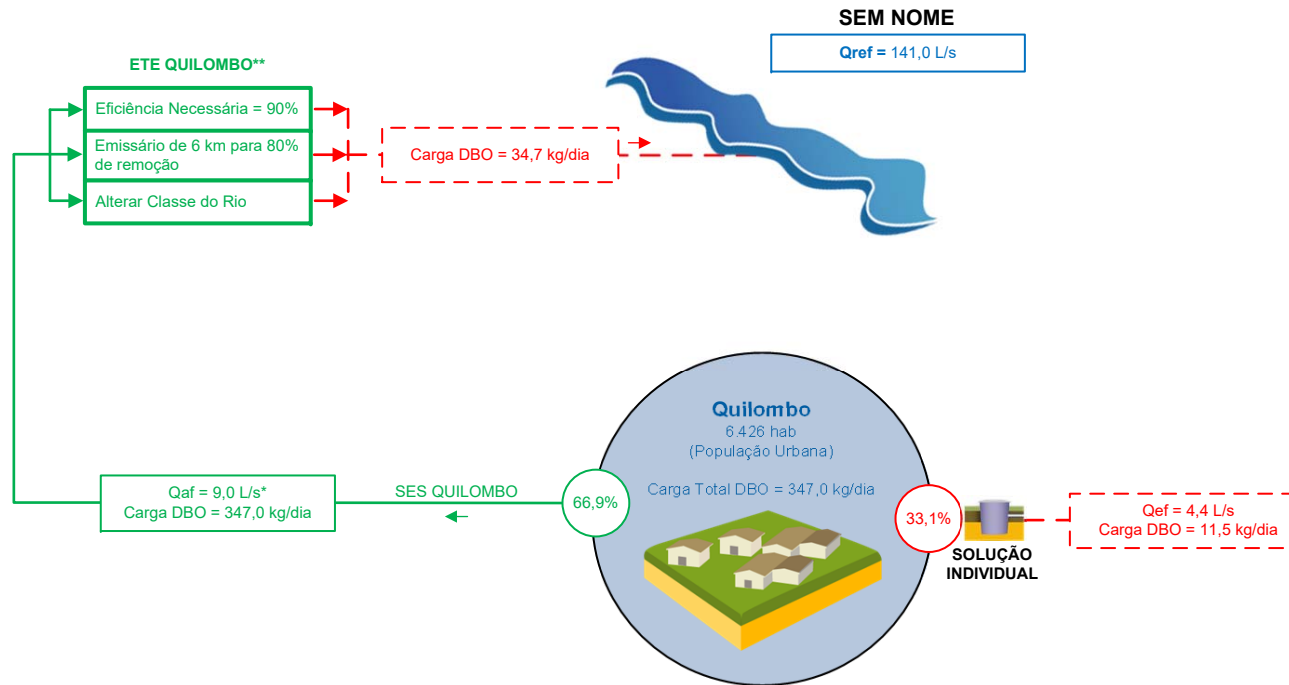 SEM NOME
Qref = 141,0 L/s
ETE QUILOMBO**
Eficiência Necessária = 90%
Emissário de 6 km para 80%
de remoção
Alterar Classe do Rio
Carga DBO = 34,7 kg/dia
Quilombo
6.426 hab
(População Urbana)
Carga Total DBO = 347,0 kg/dia
Qaf = 9,0 L/s*
Carga DBO = 347,0 kg/dia
SES QUILOMBO
66,9%
33,1%
SOLUÇÃO
INDIVIDUAL
Qef = 4,4 L/s
Carga DBO = 11,5 kg/dia